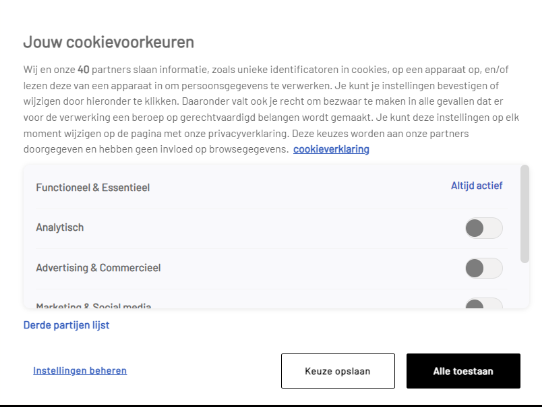 Jouw cookievoorkeuren
Wij en onze 40 partners slaan informatie, zoals unieke identificatoren in cookies, op een apparaat op, en/of
lezen deze van een apparaat in om persoonsgegevens te verwerken. Je kunt je instellingen bevestigen of
wijzigen door hieronder te klikken. Daaronder valt ook je recht om bezwaar te maken in alle gevallen dat er
voor de verwerking een beroep op gerechtvaardigd belangen wordt gemaakt. Je kunt deze instellingen op elk
moment wijzigen op de pagina met onze privacyverklaring. Deze keuzes worden aan onze partners
doorgegeven en hebben geen invloed op browsegegevens. cookieverklaring
Functioneel & Essentieel Altijd actief
Analytisch
Advertising & Commercieel
Marketing & Social media
Derde partijen lijst
Instellingen beheren Keuze opslaan Alle toestaan